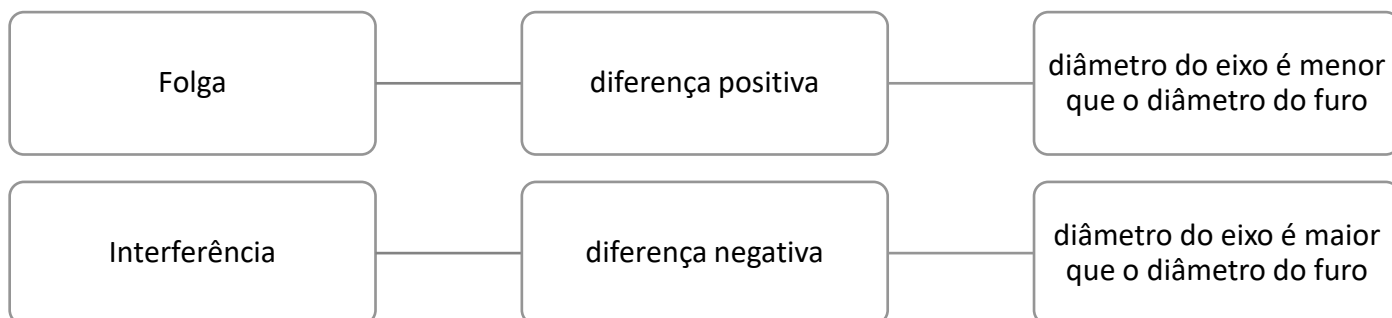 Folga
diferença positiva
diâmetro do eixo é menor
que o diâmetro do furo
Interferência
diferença negativa
diâmetro do eixo é maior
que o diâmetro do furo